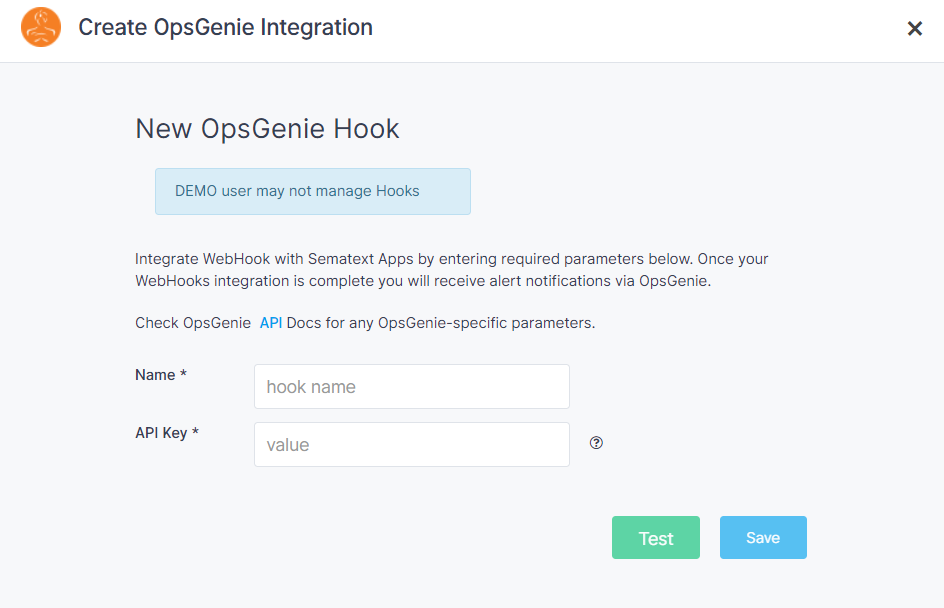 Create OpsGenie Integration
New OpsGenie Hook
DEMO user may not manage Hooks
Integrate WebHook with Sematext Apps by entering required parameters below. Once your
WebHooks integration is complete you will receive alert notifications via OpsGenie.
Check OpsGenie API Docs for any OpsGenie-specific parameters.
Name *
hook name
API Key *
value
Test Save